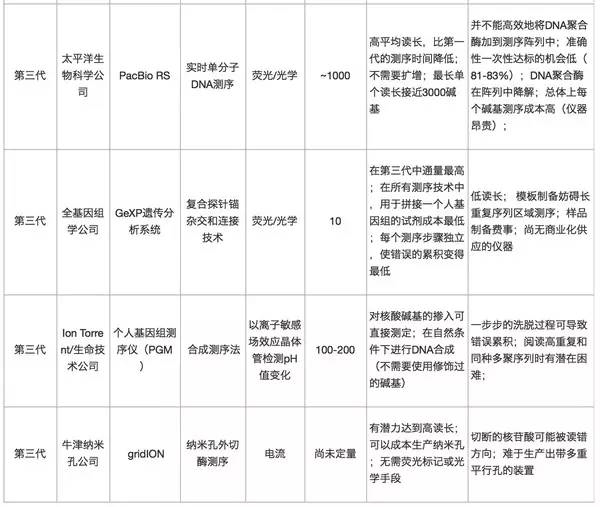 第三代
太平洋生
物科学公
司
PacBio RS
实时单分子
DNA测序
荧光/光学
~1000
高平均读长，比第一
代的测序时间降低；
不需要扩增；最长单
个读长接近3000碱
基
并不能高效地将DNA聚合
酶加到测序阵列中；准确
性一次性达标的机会低（
81-83%）；DNA聚合酶
在阵列中降解；总体上每
个碱基测序成本高（仪器
昂贵）；
第三代
全基因组
学公司
GeXP遗传分
析系统
复合探针锚
杂交和连接
技术
荧光/光学
10
在第三代中通量最高
；在所有测序技术中
，用于拼接一个人基
因组的试剂成本最低
；每个测序步骤独立，
使错误的累积变得
最低
低读长； 模板制备妨碍长
重复序列区域测序；样品
制备费事；尚无商业化供
应的仪器
第三代
Ion Torre
nt/生命技
术公司
个人基因组测
序仪（PGM）
合成测序法
以离子敏感
场效应晶体
管检测pH
值变化
100-200
对核酸碱基的掺入可
直接测定；在自然条
件下进行DNA合成（
不需要使用修饰过
的碱基）
一步步的洗脱过程可导致
错误累积；阅读高重复和
同种多聚序列时有潜在困
难；
第三代
牛津纳米
孔公司
gridION
纳米孔外切
酶测序
电流
尚未定量
有潜力达到高读长；
可以成本生产纳米孔
；无需荧光标记或光
学手段
切断的核苷酸可能被读错
方向；难于生产出带多重
平行孔的装置